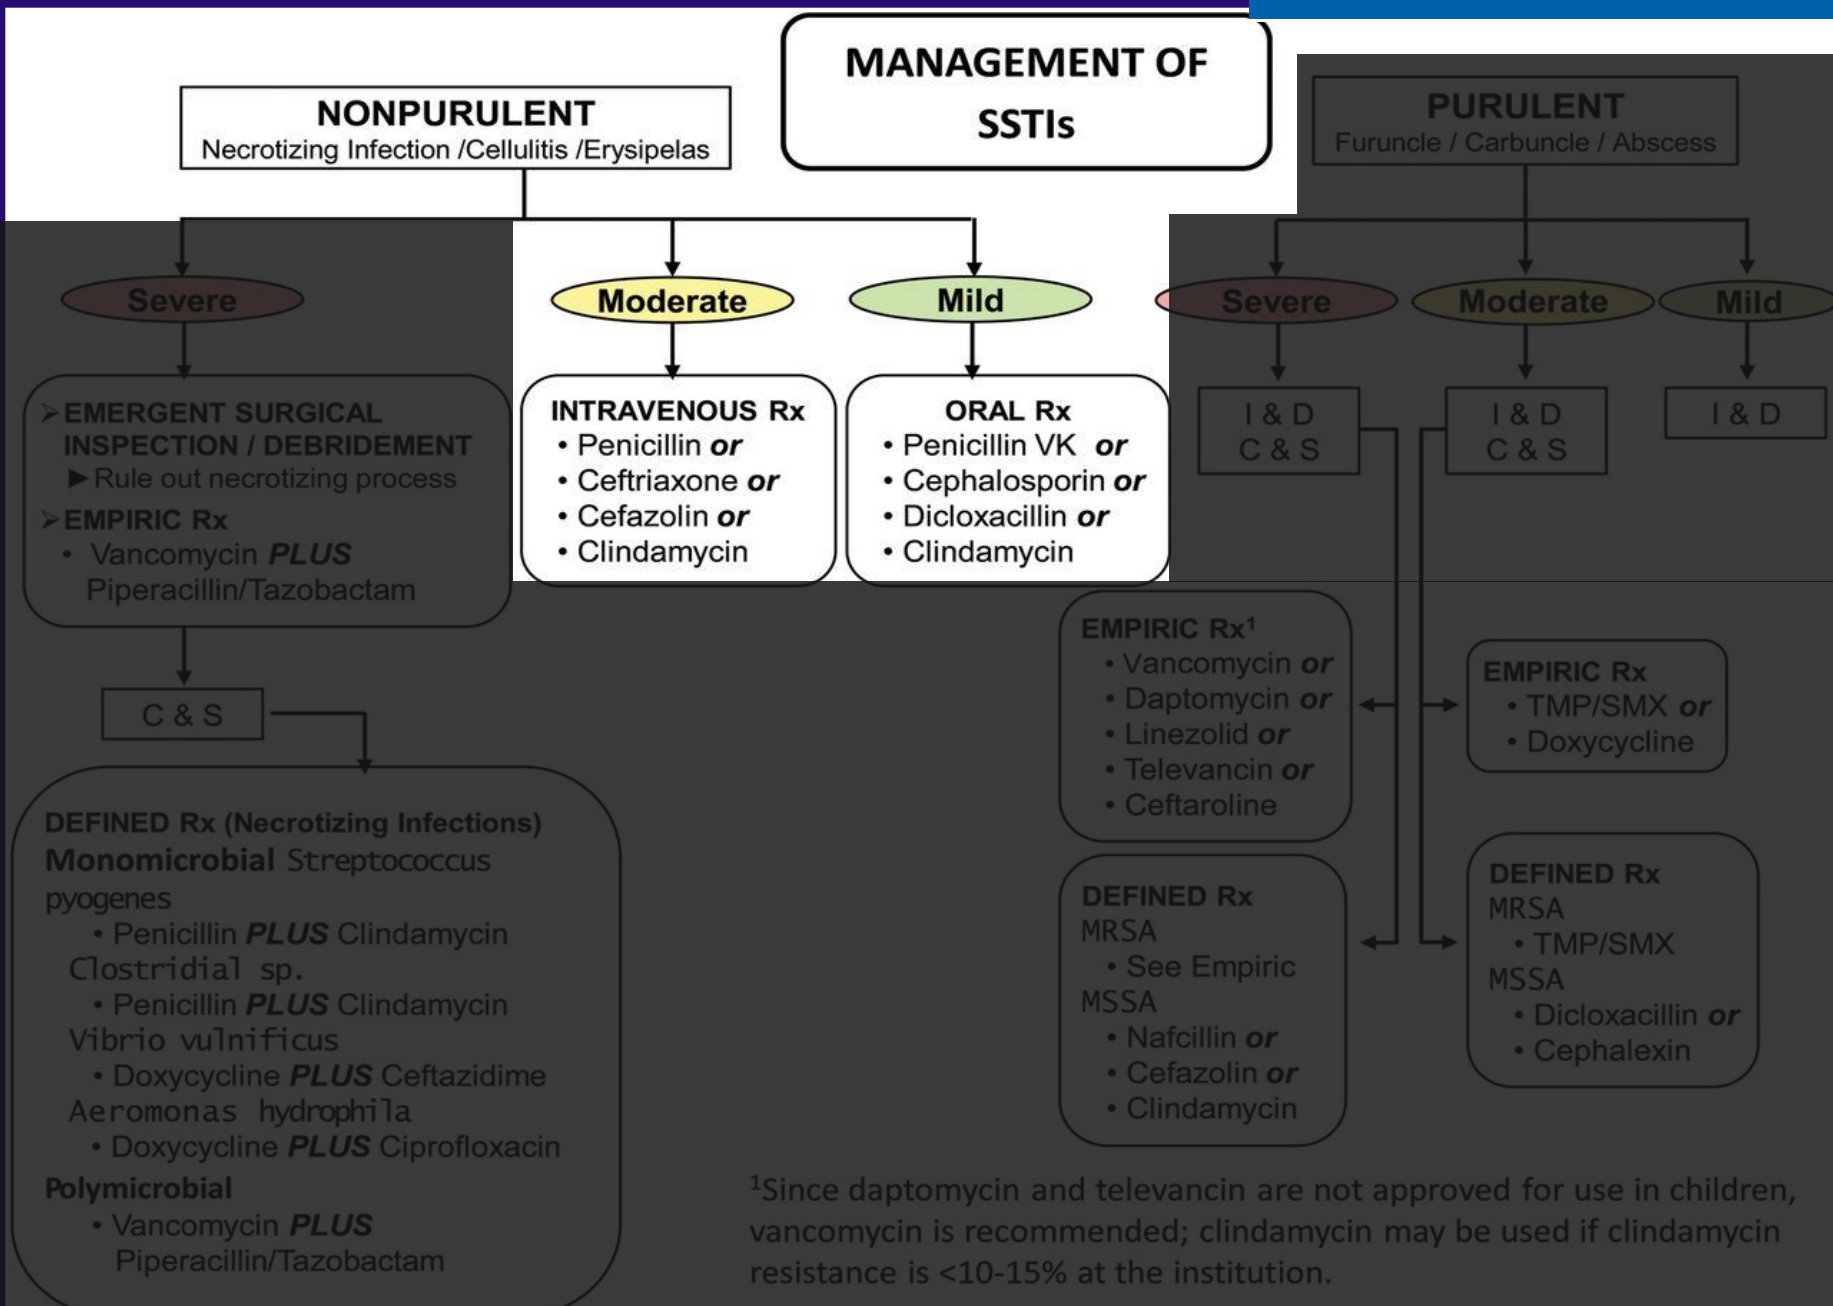 MANAGEMENT OF
SSTIs
NONPURULENT
Necrotizing Infection /Cellulitis /Erysipelas
Severe
Moderate
Mild
➢EMERGENT SURGICAL
INSPECTION / DEBRIDEMENT
►Rule out necrotizing process
➢EMPIRIC Rx
• Vancomycin PLUS
Piperacillin/Tazobactam
INTRAVENOUS Rx
• Penicillin or
• Ceftriaxone or
• Cefazolin or
• Clindamycin
ORAL Rx
• Penicillin VK or
• Cephalosporin or
• Dicloxacillin or
• Clindamycin
C & S
DEFINED Rx (Necrotizing Infections)
Monomicrobial Streptococcus
pyogenes
• Penicillin PLUS Clindamycin
Clostridial sp.
• Penicillin PLUS Clindamycin
Vibrio vulnificus
• Doxycycline PLUS Ceftazidime
Aeromonas hydrophila
• Doxycycline PLUS Ciprofloxacin
Polymicrobial
• Vancomycin PLUS
Piperacillin/Tazobactam
PURULENT
Furuncle / Carbuncle / Abscess
Severe
Moderate
Mild
I & D
C & S
I & D
C & S
I & D
EMPIRIC Rx¹
• Vancomycin or
• Daptomycin or
• Linezolid or
• Televancin or
• Ceftaroline
EMPIRIC Rx
• TMP/SMX or
• Doxycycline
DEFINED Rx
MRSA
• See Empiric
MSSA
• Nafcillin or
• Cefazolin or
• Clindamycin
DEFINED Rx
MRSA
• TMP/SMX
MSSA
• Dicloxacillin or
• Cephalexin
¹Since daptomycin and televancin are not approved for use in children,
vancomycin is recommended; clindamycin may be used if clindamycin
resistance is <10-15% at the institution.